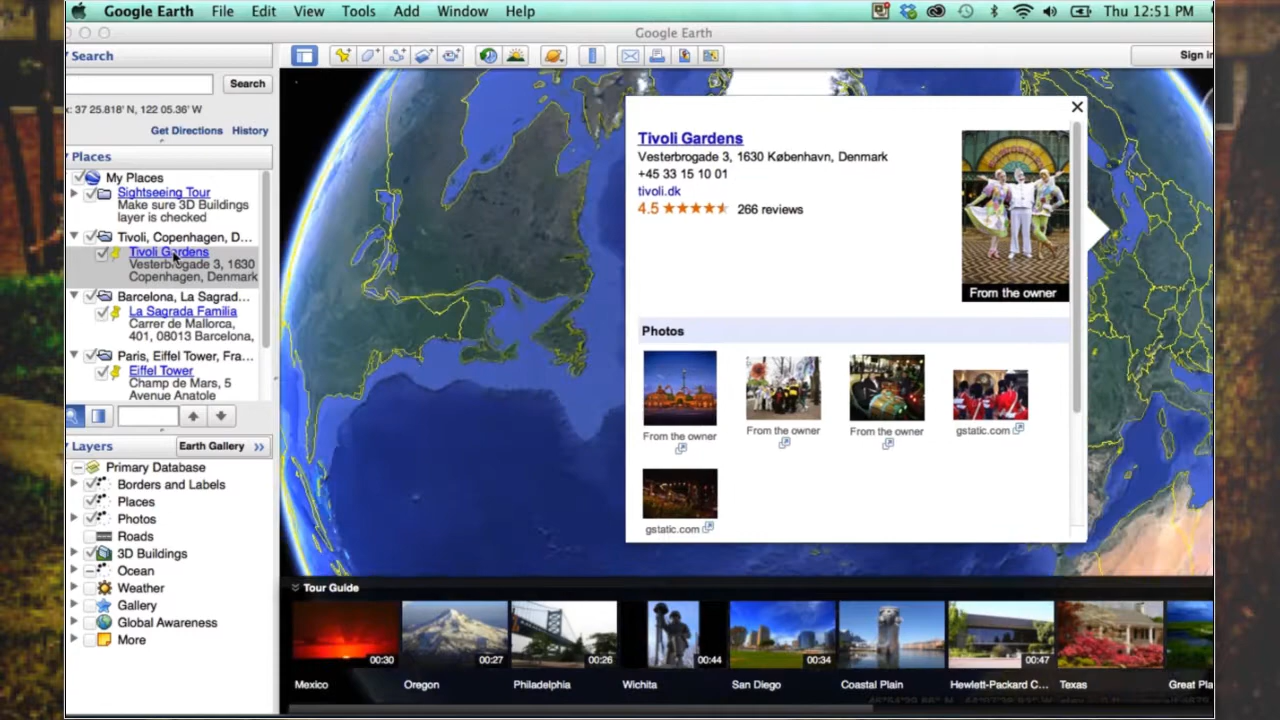 Google Earth File Edit View Tools Add Window Help
Thu 12:51 PM
Google Earth
Search
Sign in
Search
37 25.818' N, 122 05.36' W
Get Directions History
Places
My Places
Sightseeing Tour
Make sure 3D Buildings
layer is checked
Tivoli, Copenhagen, D...
Tivoli Gardens
Vesterbrogade 3, 1630
Copenhagen, Denmark
Barcelona, La Sagrad...
La Sagrada Familia
Carrer de Mallorca,
401, 08013 Barcelona,
Paris, Eiffel Tower, Fra...
Eiffel Tower
Champ de Mars, 5
Avenue Anatole
Layers
Earth Gallery >>
Primary Database
Borders and Labels
Places
Photos
Roads
3D Buildings
Ocean
Weather
Gallery
Global Awareness
More
Tivoli Gardens
Vesterbrogade 3, 1630 København, Denmark
+45 33 15 10 01
tivoli.dk
4.5 ★★★★★ 266 reviews
From the owner
Photos
From the owner
From the owner
From the owner
gstatic.com
gstatic.com
Tour Guide
00:30
00:27
00:26
00:44
00:34
00:47
Mexico
Oregon
Philadelphia
Wichita
San Diego
Coastal Plain
Hewlett-Packard C...
Texas
Great Pla